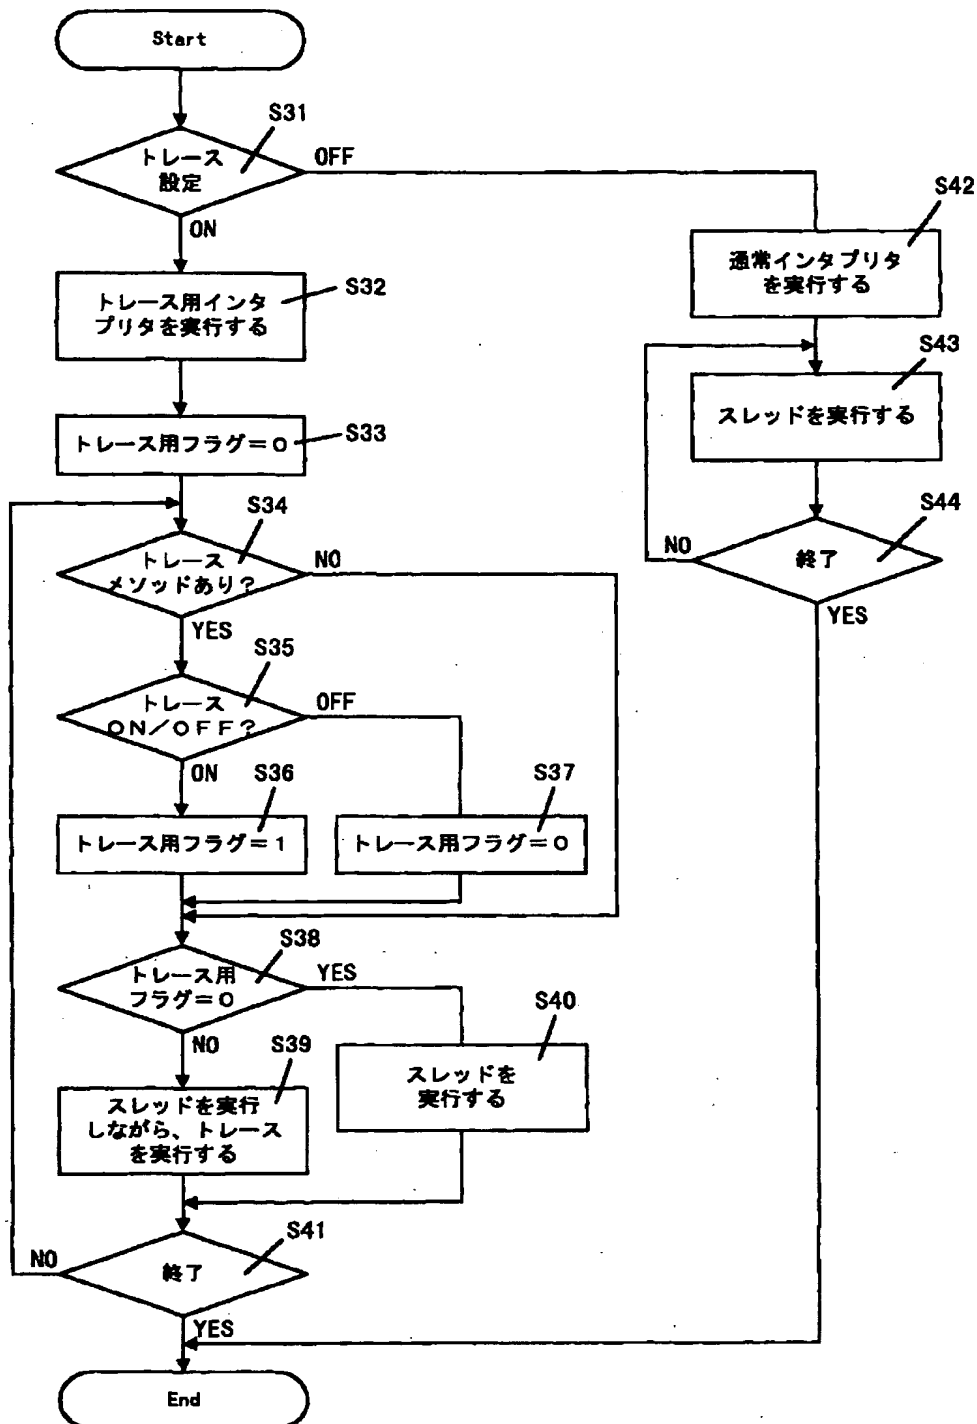 Start
S31
トレース
設定
OFF
ON
S42
通常インタプリタ
を実行する
S32
トレース用インタ
プリタを実行する
S43
スレッドを実行する
S33
トレース用フラグ=0
S34
トレース
メソッドあり?
NO
YES
S44
終了
NO
YES
S35
トレース
ON/OFF?
OFF
ON
S36
トレース用フラグ=1
S37
トレース用フラグ=0
S38
トレース用
フラグ=0
YES
NO
S39
スレッドを実行
しながら、トレース
を実行する
S40
スレッドを
実行する
S41
終了
NO
YES
End